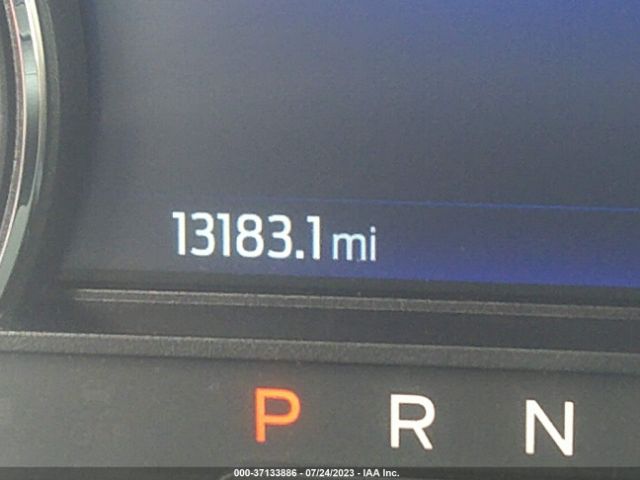 13183.1 mi
P R N
000-37133886 - 07/24/2023 - IAA Inc.